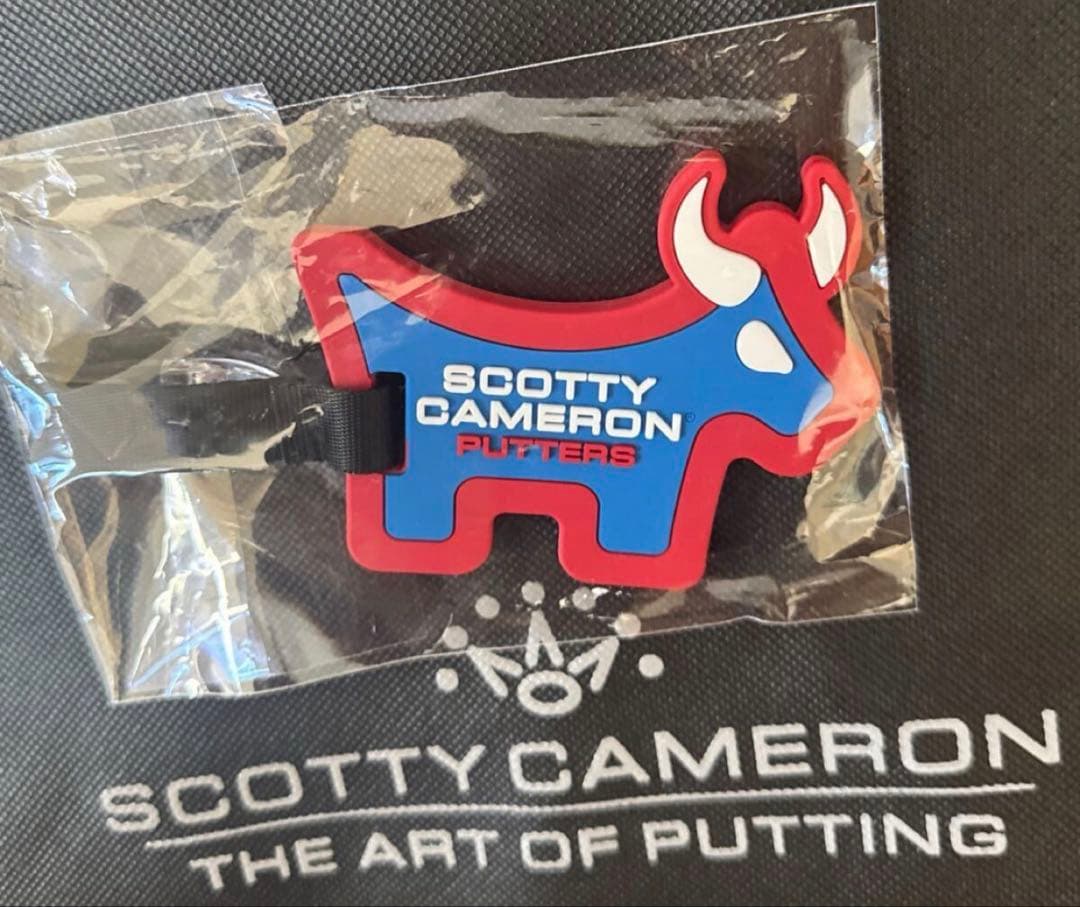 SCOTTY
CAMERON®
PUTTERS
SCOTTY CAMERON
THE ART OF PUTTING